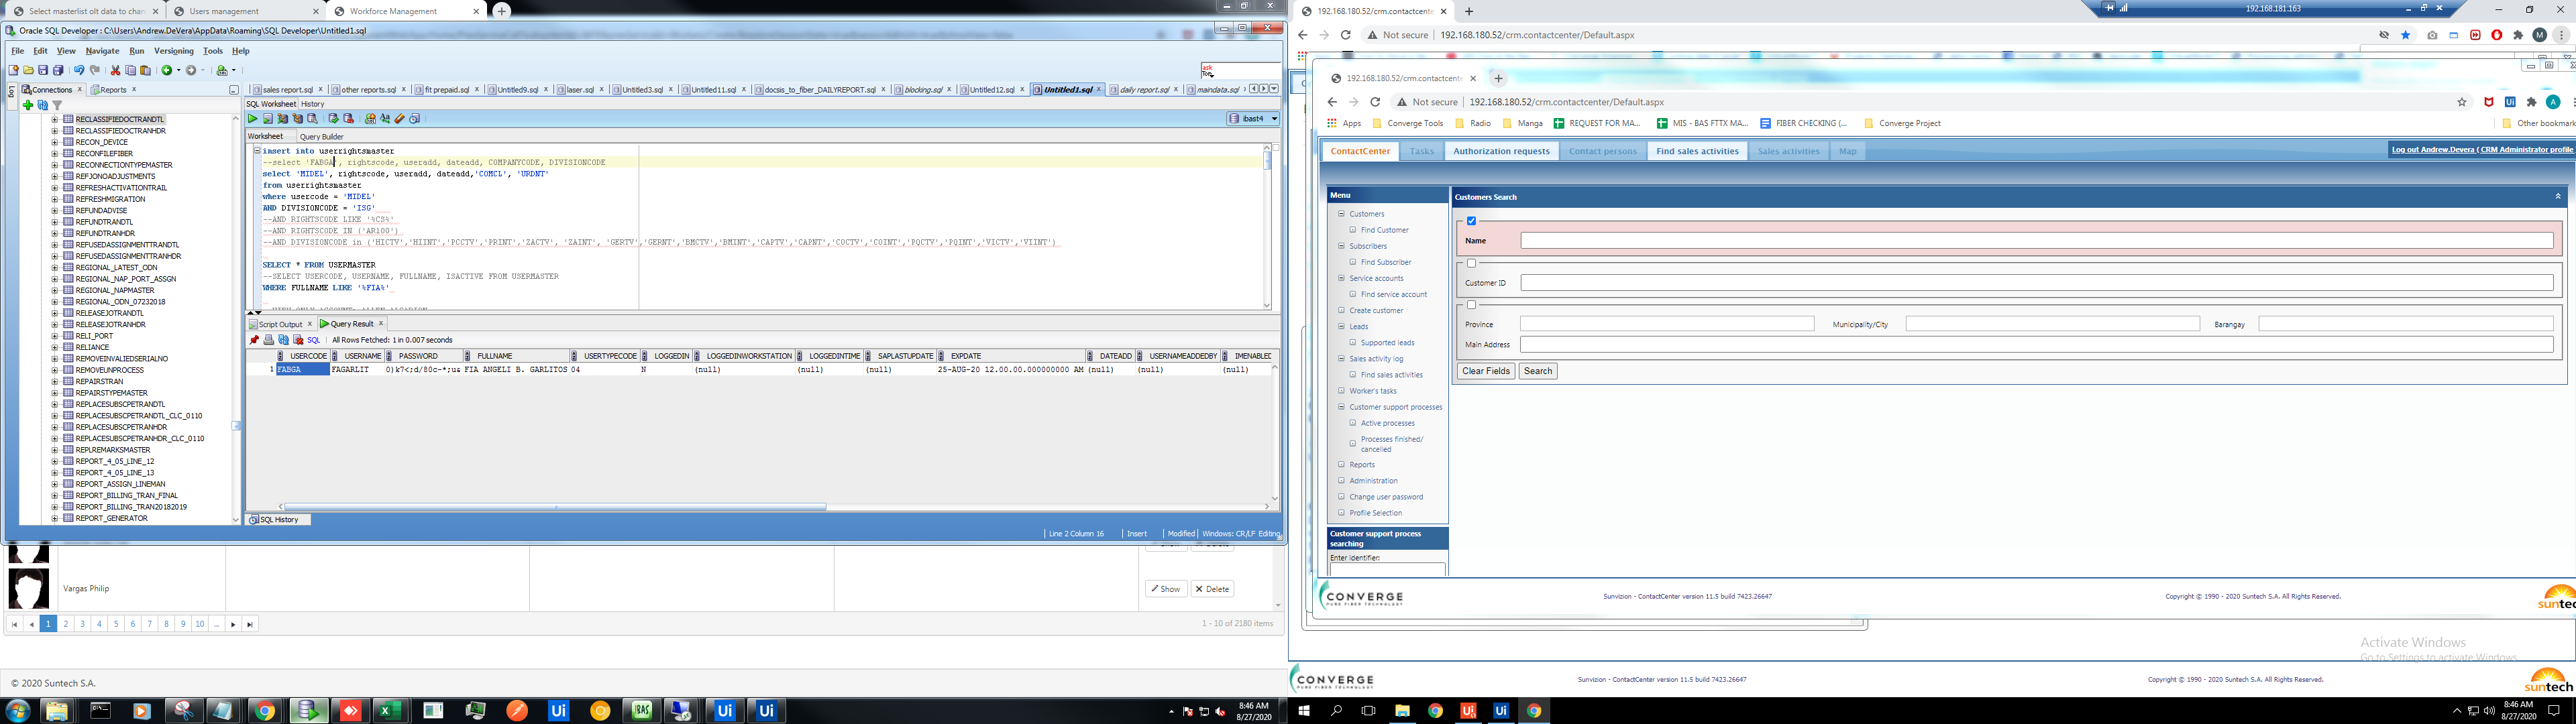 Select masterlist olt data to chan
Users management
Workforce Management
Oracle SQL Developer : C:\Users\Andrew.DeVera\AppData\Roaming\SQL Developer\Untitled1.sql
File Edit View Navigate Run Versioning Tools Help
Connections
Reports
Log
sales report.sql
other reports.sql
fit prepaid.sql
Untitled9.sql
laser.sql
Untitled3.sql
Untitled11.sql
docsis_to_fiber_DAILYREPORT.sql
blocking.sql
Untitled12.sql
Untitled1.sql
daily report.sql
maindata.sql
SQL Worksheet History
ibast4
Worksheet Query Builder
RECLASSIFIEDOCTRANDTL
RECLASSIFIEDOCTRANHDR
RECON_DEVICE
RECONFILEFIBER
RECONNECTIONTYPEMASTER
REFJONOADJUSTMENTS
REFRESHACTIVATIONTRAIL
REFRESHMIGRATION
REFUNDADVISE
REFUNDTRANDTL
REFUNDTRANHDR
REFUSEDASSIGNMENTTRANDTL
REFUSEDASSIGNMENTTRANHDR
REGIONAL_LATEST_ODN
REGIONAL_NAP_PORT_ASSGN
REGIONAL_NAPMASTER
REGIONAL_ODN_07232018
RELEASEJOTRANDTL
RELEASEJOTRANHDR
RELI_PORT
RELIANCE
REMOVEINVALIEDSERIALNO
REMOVEUNPROCESS
REPAIRSTRAN
REPAIRSTYPEMASTER
REPLACESUBSCPETRANDTL
REPLACESUBSCPETRANDTL_CLC_0110
REPLACESUBSCPETRANHDR
REPLACESUBSCPETRANHDR_CLC_0110
REPLREMARKSMASTER
REPORT_4_05_LINE_12
REPORT_4_05_LINE_13
REPORT_ASSIGN_LINEMAN
REPORT_BILLING_TRAN_FINAL
REPORT_BILLING_TRAN20182019
REPORT_GENERATOR
insert into userrightsmaster
--select 'FABGA', rightscode, useradd, dateadd, COMPANYCODE, DIVISIONCODE
select 'MIDEL', rightscode, useradd, dateadd,'COMCL', 'URDNT'
from userrightsmaster
where usercode = 'MIDEL'
AND DIVISIONCODE = 'ISG'
--AND RIGHTSCODE LIKE '%CS%'
--AND RIGHTSCODE IN ('AR100')
--AND DIVISIONCODE in ('HICTV','HIINT','PCCTV','PRINT','ZACTV', 'ZAINT', 'GERTV','GERNT','BMCTV','BMINT','CAPTV','CAPNT','COCTV','COINT','PQCTV','PQINT','VICTV','VIINT')
SELECT * FROM USERMASTER
--SELECT USERCODE, USERNAME, FULLNAME, ISACTIVE FROM USERMASTER
WHERE FULLNAME LIKE '%FIA%'
Script Output Query Result
SQL All Rows Fetched: 1 in 0.007 seconds
USERCODE USERNAME PASSWORD FULLNAME USERTYPECODE LOGGEDIN LOGGEDINWORKSTATION LOGGEDINTIME SAPLASTUPDATE EXPDATE DATEADD USERNAMEADDEDBY IMENABLED
1 FABGA FAGARLIT 0)k7<;d/80c-*;u& FIA ANGELI B. GARLITOS 04 N (null) (null) (null) 25-AUG-20 12.00.00.000000000 AM (null) (null) (null)
SQL History
Line 2 Column 16 Insert Modified Windows: CR/LF Editing
Vargas Philip
Show Delete
1 2 3 4 5 6 7 8 9 10 ...
1 - 10 of 2180 items
© 2020 Suntech S.A.
8:46 AM
8/27/2020
192.168.180.52/crm.contactcente
192.168.181.163
Not secure 192.168.180.52/crm.contactcenter/Default.aspx
192.168.180.52/crm.contactcente
Not secure 192.168.180.52/crm.contactcenter/Default.aspx
Apps Converge Tools Radio Manga REQUEST FOR MA... MIS - BAS FTTX MA... FIBER CHECKING (... Converge Project Other bookmark
ContactCenter Tasks Authorization requests Contact persons Find sales activities Sales activities Map
Log out Andrew.Devera ( CRM Administrator profile
Menu
Customers
Find Customer
Subscribers
Find Subscriber
Service accounts
Find service account
Create customer
Leads
Supported leads
Sales activity log
Find sales activities
Worker's tasks
Customer support processes
Active processes
Processes finished/
cancelled
Reports
Administration
Change user password
Profile Selection
Customer support process
searching
Enter identifier:
Customers Search
Name
Customer ID
Province Municipality/City Barangay
Main Address
Clear Fields Search
CONVERGE
PURE FIBER TECHNOLOGY
Sunvizion - ContactCenter version 11.5 build 7423.26647
Copyright © 1990 - 2020 Suntech S.A. All Rights Reserved.
suntech
Activate Windows
Go to Settings to activate Windows.
CONVERGE
PURE FIBER TECHNOLOGY
Sunvizion - ContactCenter version 11.5 build 7423.26647
Copyright © 1990 - 2020 Suntech S.A. All Rights Reserved.
suntech
8:46 AM
8/27/2020